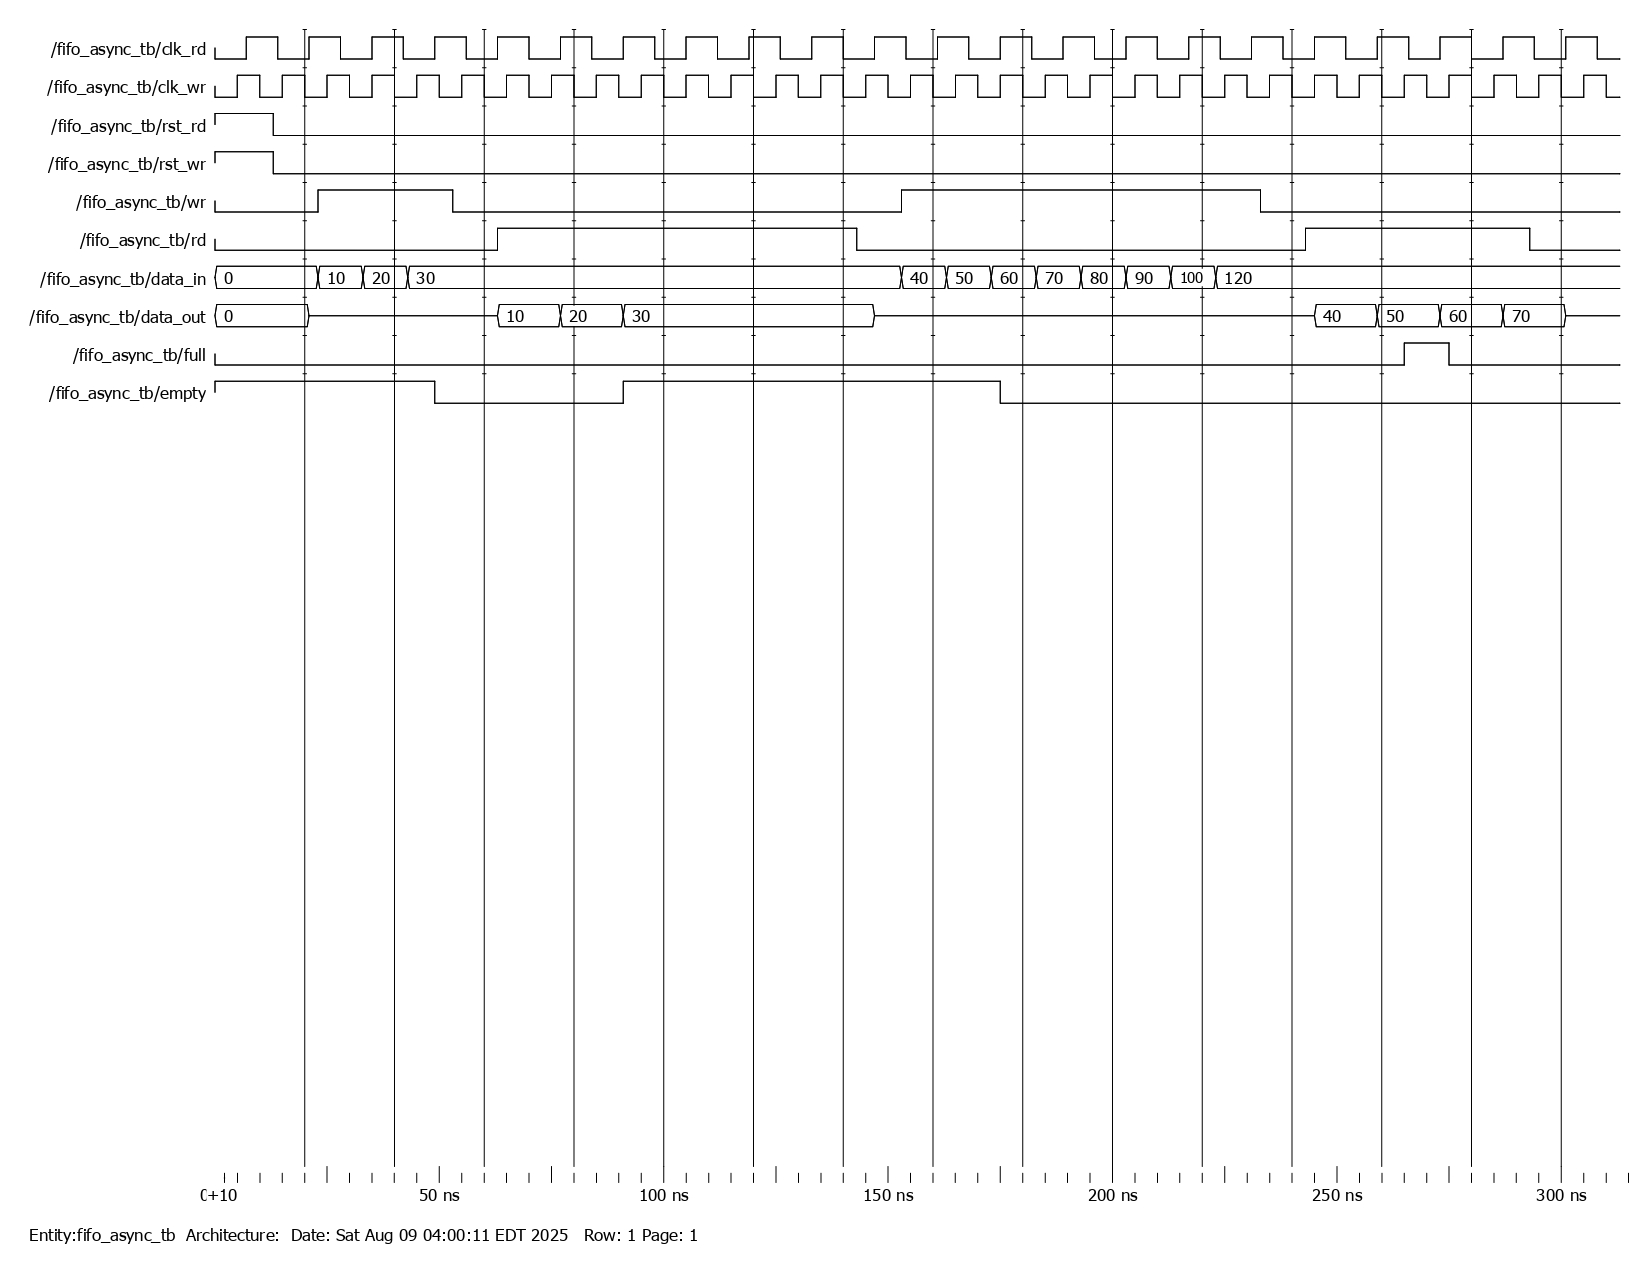 /fifo_async_tb/clk_rd
/fifo_async_tb/clk_wr
/fifo_async_tb/rst_rd
/fifo_async_tb/rst_wr
/fifo_async_tb/wr
/fifo_async_tb/rd
/fifo_async_tb/data_in 0 10 20 30 40 50 60 70 80 90 100 120
/fifo_async_tb/data_out 0 10 20 30 40 50 60 70
/fifo_async_tb/full
/fifo_async_tb/empty
50 ns 100 ns 150 ns 200 ns 250 ns 300 ns
Entity:fifo_async_tb Architecture: Date: Sat Aug 09 04:00:11 EDT 2025 Row: 1 Page: 1